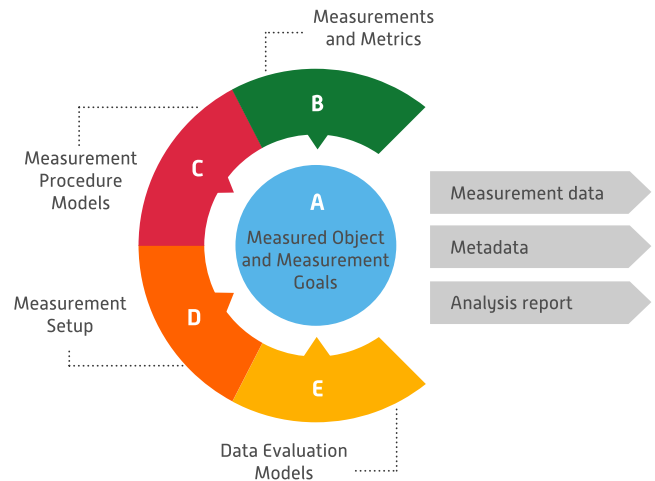 Measurements
and Metrics
B
Measurement
Procedure
Models
C
A
Measured Object
and Measurement
Goals
Measurement data
Metadata
Analysis report
Measurement
Setup
D
E
Data Evaluation
Models